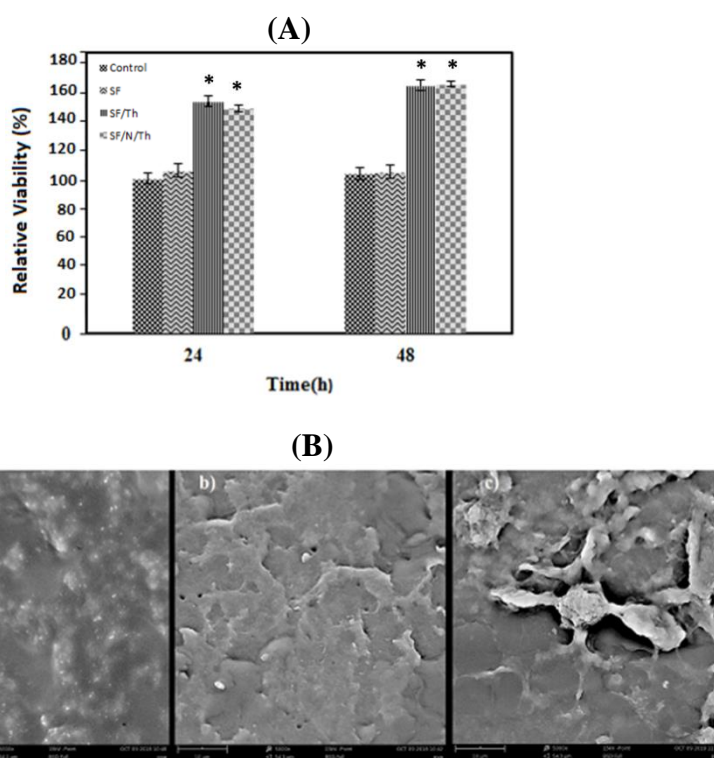 (A)
180
160
140
120
100
80
60
40
20
0
Relative Viability (%)
Control
SF
SF/Th
SF/N/Th
* *
* *
24 48
Time(h)
(B)
b) c)